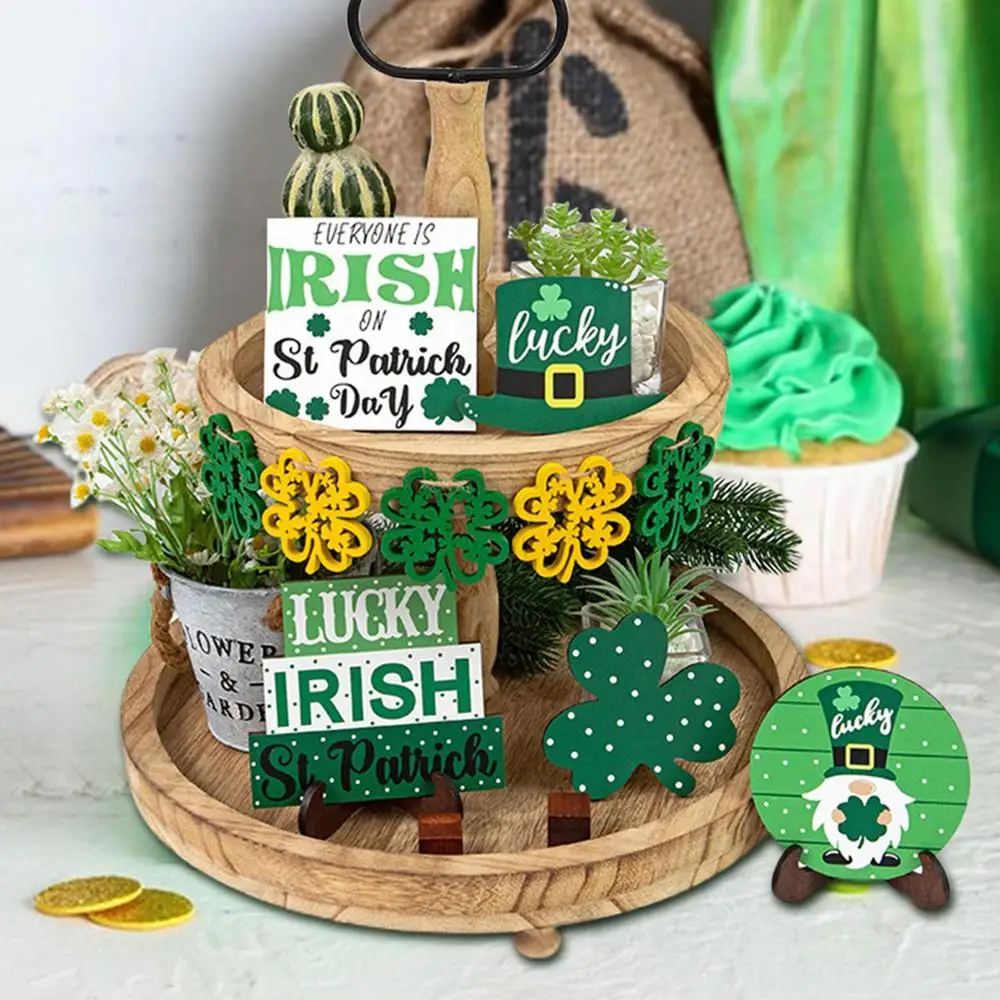 EVERYONE IS
IRISH
ON
St Patrick
DaY
lucky
LUCKY
IRISH
St Patrick
LOWER
&
ARDE
lucky